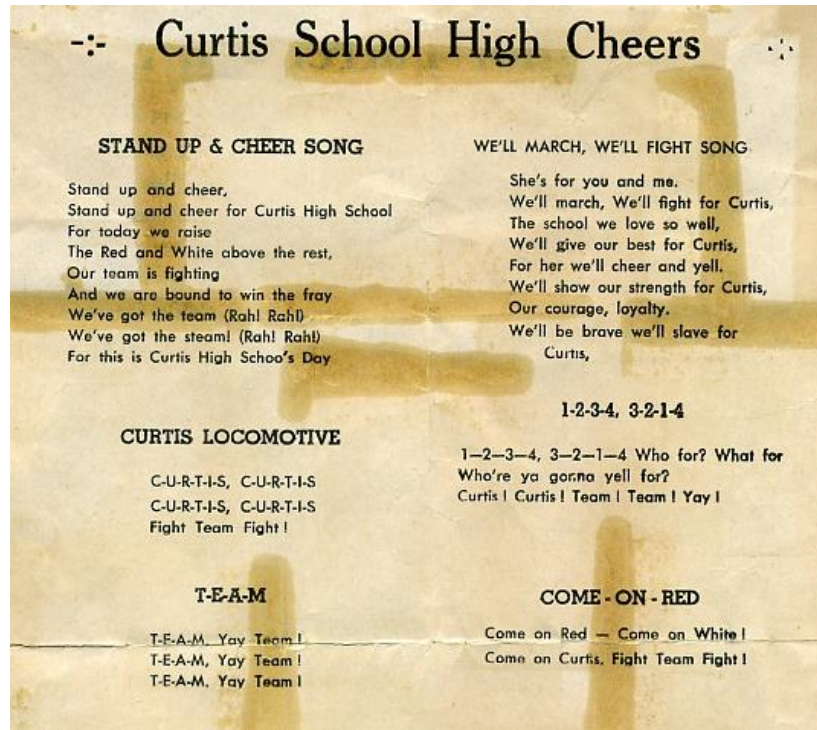 -:- Curtis School High Cheers -:-
STAND UP & CHEER SONG
Stand up and cheer,
Stand up and cheer for Curtis High School
For today we raise
The Red and White above the rest,
Our team is fighting
And we are bound to win the fray
We've got the team (Rah! Rah!)
We've got the steam! (Rah! Rah!)
For this is Curtis High Schoo's Day
CURTIS LOCOMOTIVE
C-U-R-T-I-S, C-U-R-T-I-S
C-U-R-T-I-S, C-U-R-T-I-S
Fight Team Fight !
T-E-A-M
T-E-A-M, Yay Team !
T-E-A-M, Yay Team !
T-E-A-M, Yay Team !
WE'LL MARCH, WE'LL FIGHT SONG
She's for you and me.
We'll march, We'll fight for Curtis,
The school we love so well,
We'll give our best for Curtis,
For her we'll cheer and yell.
We'll show our strength for Curtis,
Our courage, loyalty.
We'll be brave we'll slave for
Curtis,
1-2-3-4, 3-2-1-4
1—2—3—4, 3—2—1—4 Who for? What for
Who're ya gonna yell for?
Curtis ! Curtis ! Team ! Team ! Yay !
COME - ON - RED
Come on Red — Come on White !
Come on Curtis, Fight Team Fight !